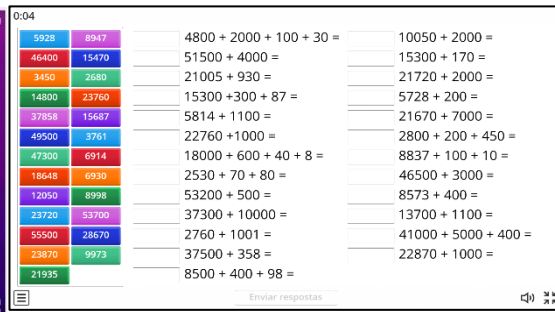 0:04
5928 8947
46400 15470
3450 2680
14800 23760
37858 15687
49500 3761
47300 6914
18648 6930
12050 8998
23720 53700
55500 28670
23870 9973
21935
4800 + 2000 + 100 + 30 =
51500 + 4000 =
21005 + 930 =
15300 +300 + 87 =
5814 + 1100 =
22760 +1000 =
18000 + 600 + 40 + 8 =
2530 + 70 + 80 =
53200 + 500 =
37300 + 10000 =
2760 + 1001 =
37500 + 358 =
8500 + 400 + 98 =
10050 + 2000 =
15300 + 170 =
21720 + 2000 =
5728 + 200 =
21670 + 7000 =
2800 + 200 + 450 =
8837 + 100 + 10 =
46500 + 3000 =
8573 + 400 =
13700 + 1100 =
41000 + 5000 + 400 =
22870 + 1000 =
Enviar respostas